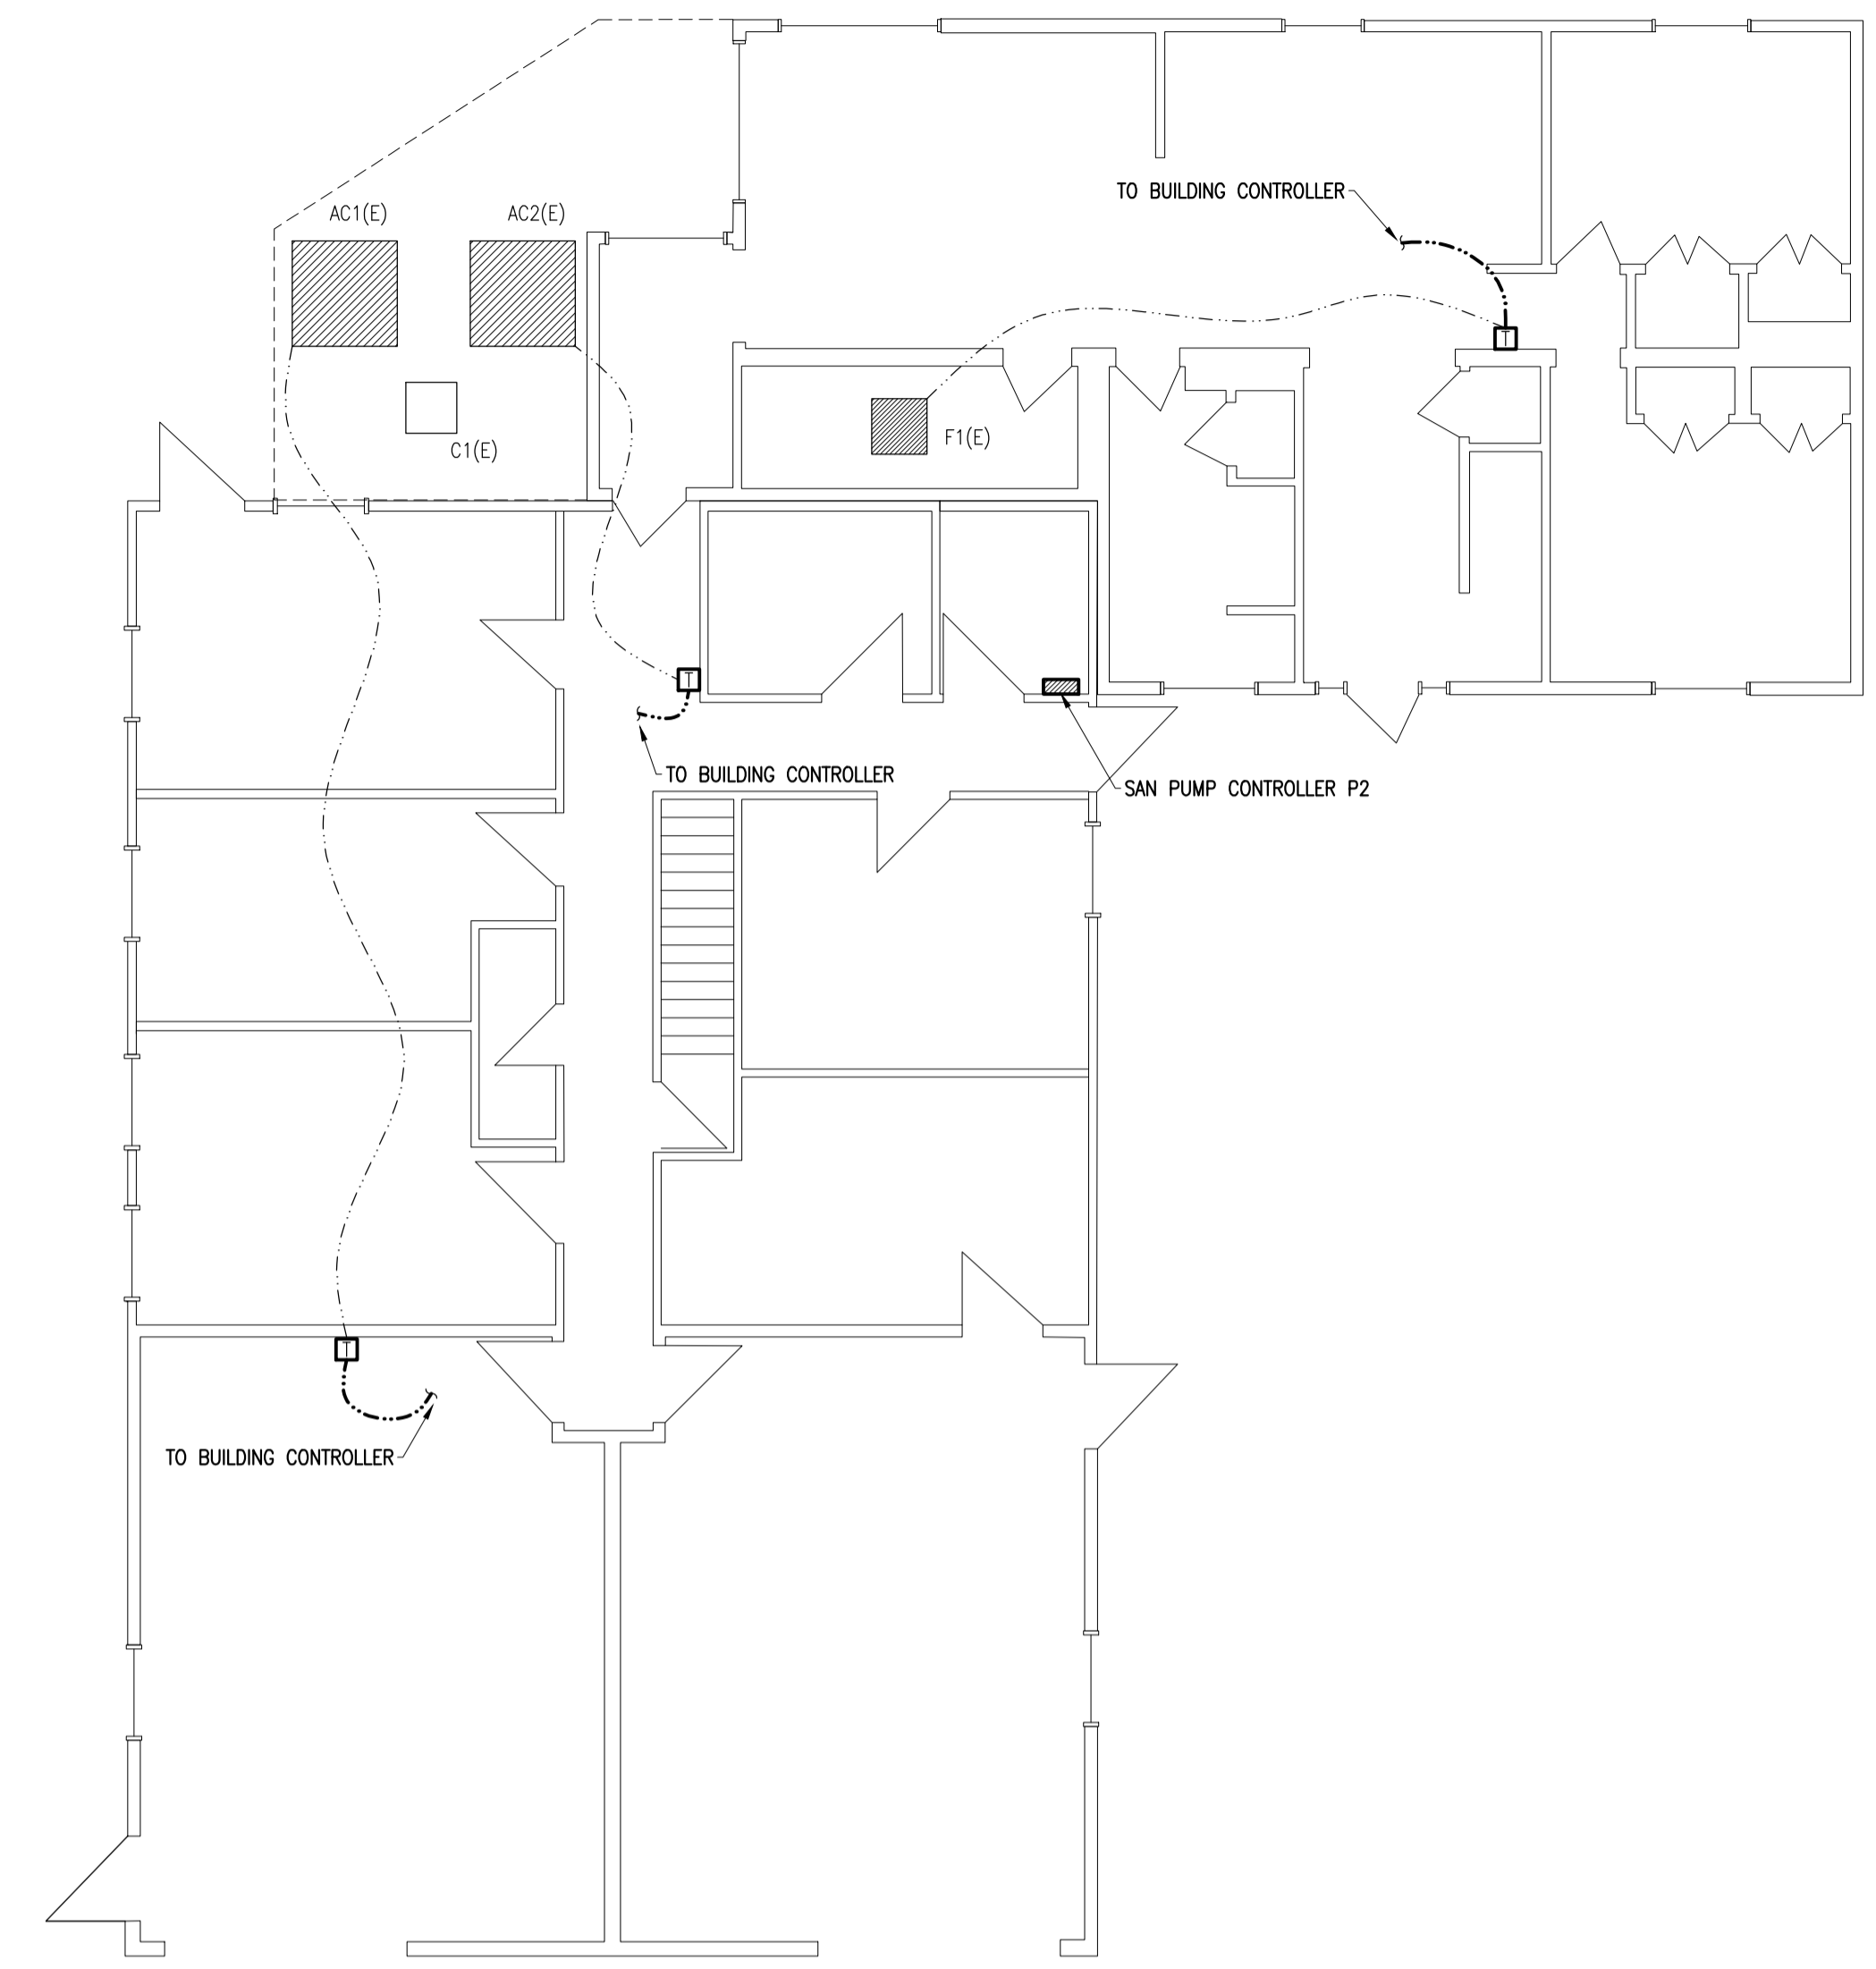 TO BUILDING CONTROLLER
AC1(E)
AC2(E)
T
F1(E)
C1(E)
T
TO BUILDING CONTROLLER
SAN PUMP CONTROLLER P2
T
TO BUILDING CONTROLLER